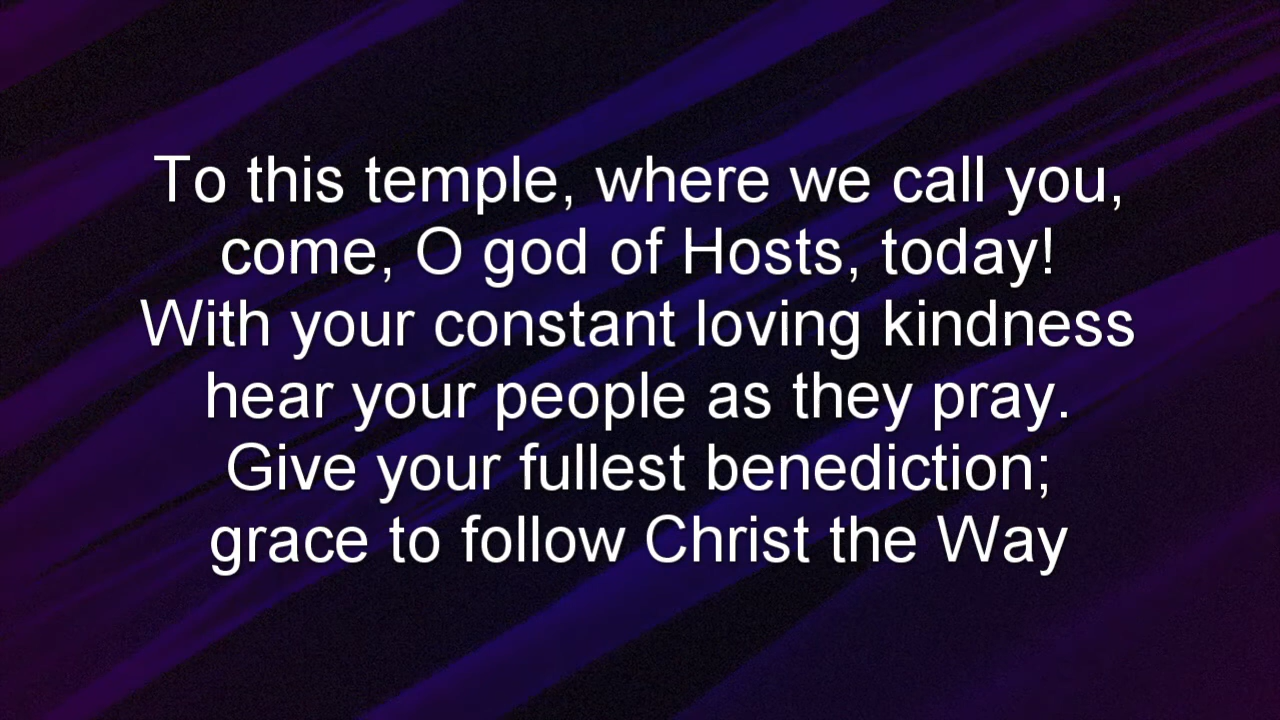 To this temple, where we call you,
come, O god of Hosts, today!
With your constant loving kindness
hear your people as they pray.
Give your fullest benediction;
grace to follow Christ the Way